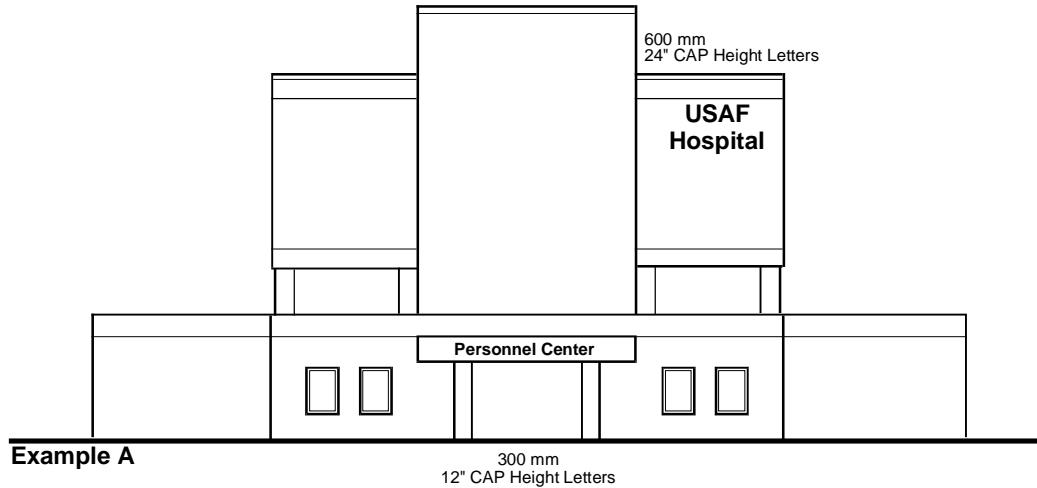 600 mm
24" CAP Height Letters
USAF
Hospital
Personnel Center
Example A
300 mm
12" CAP Height Letters